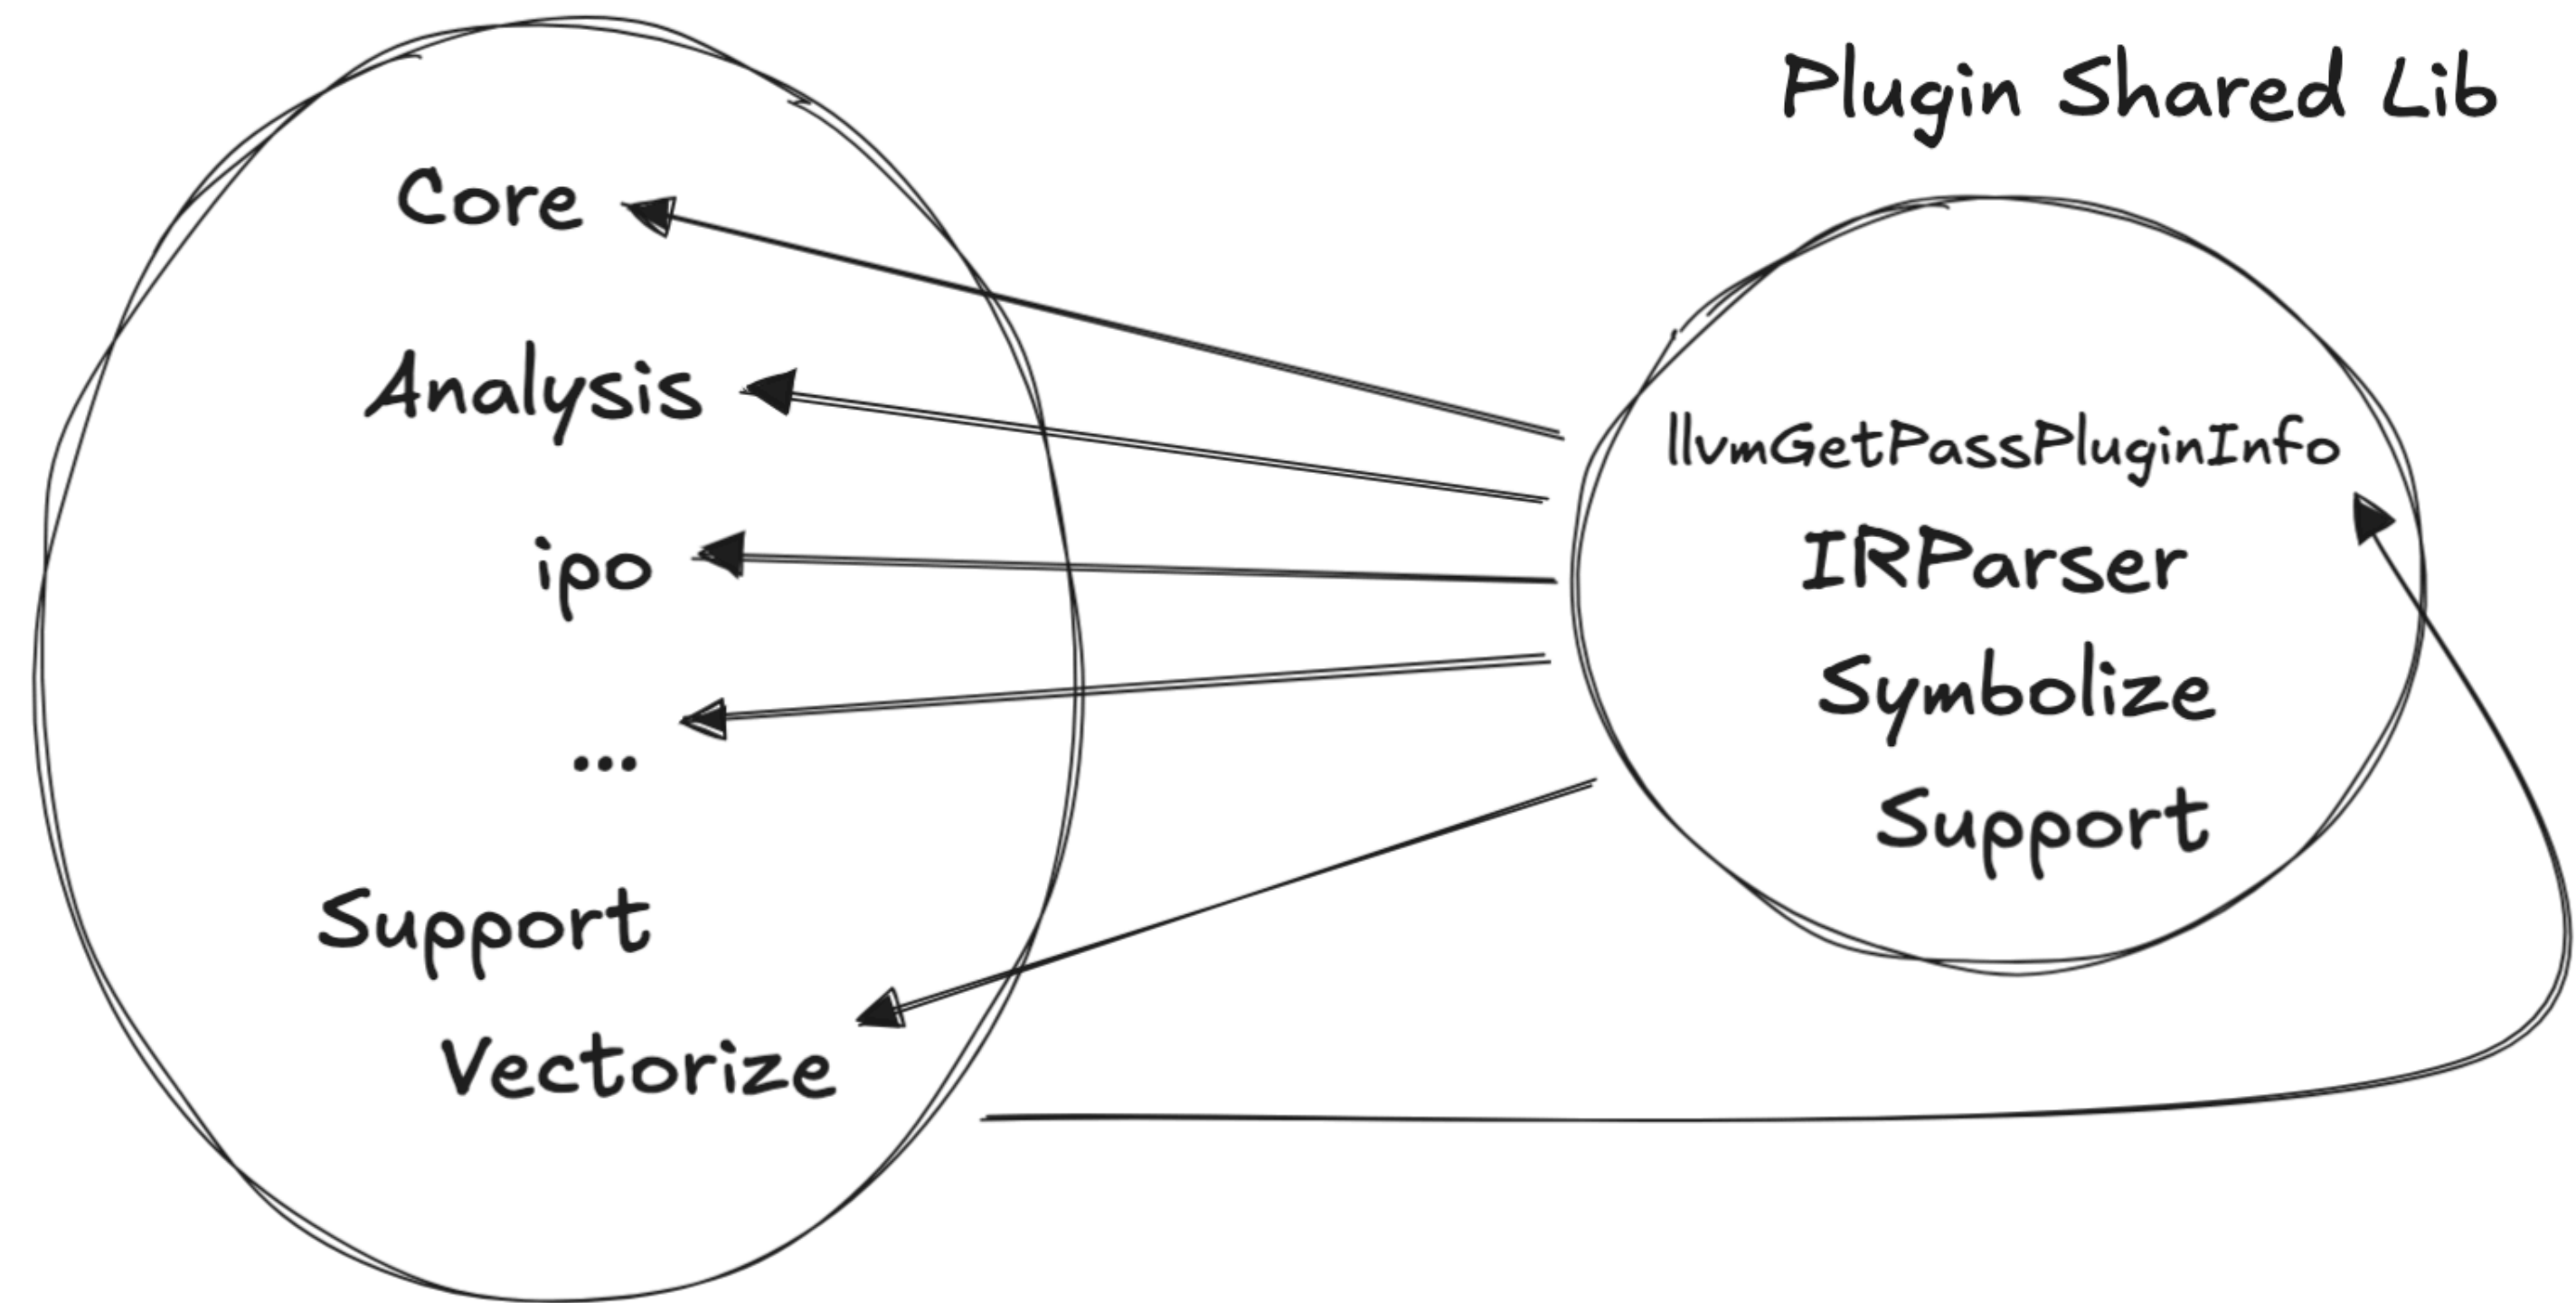 Plugin Shared Lib
Core
Analysis
ipo
...
Support
Vectorize
llvmGetPassPluginInfo
IRParser
Symbolize
Support